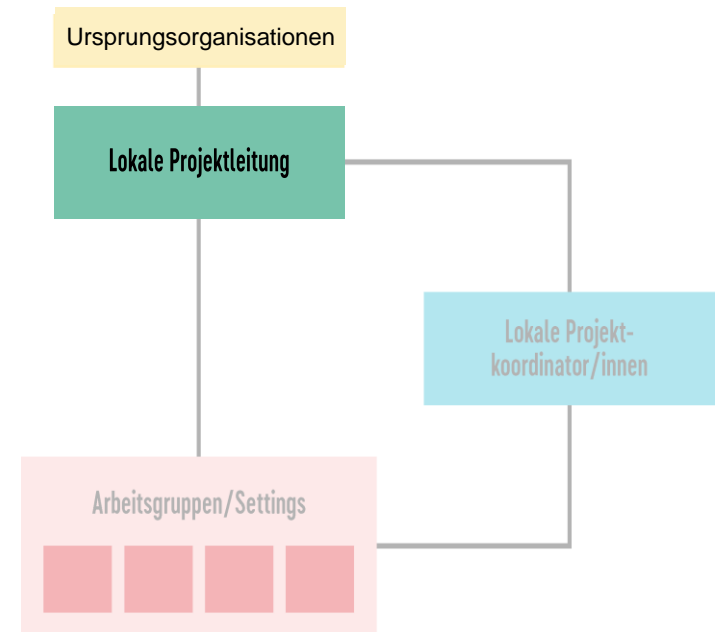 Ursprungsorganisationen
Lokale Projektleitung
Lokale Projekt-
koordinator/innen
Arbeitsgruppen/Settings